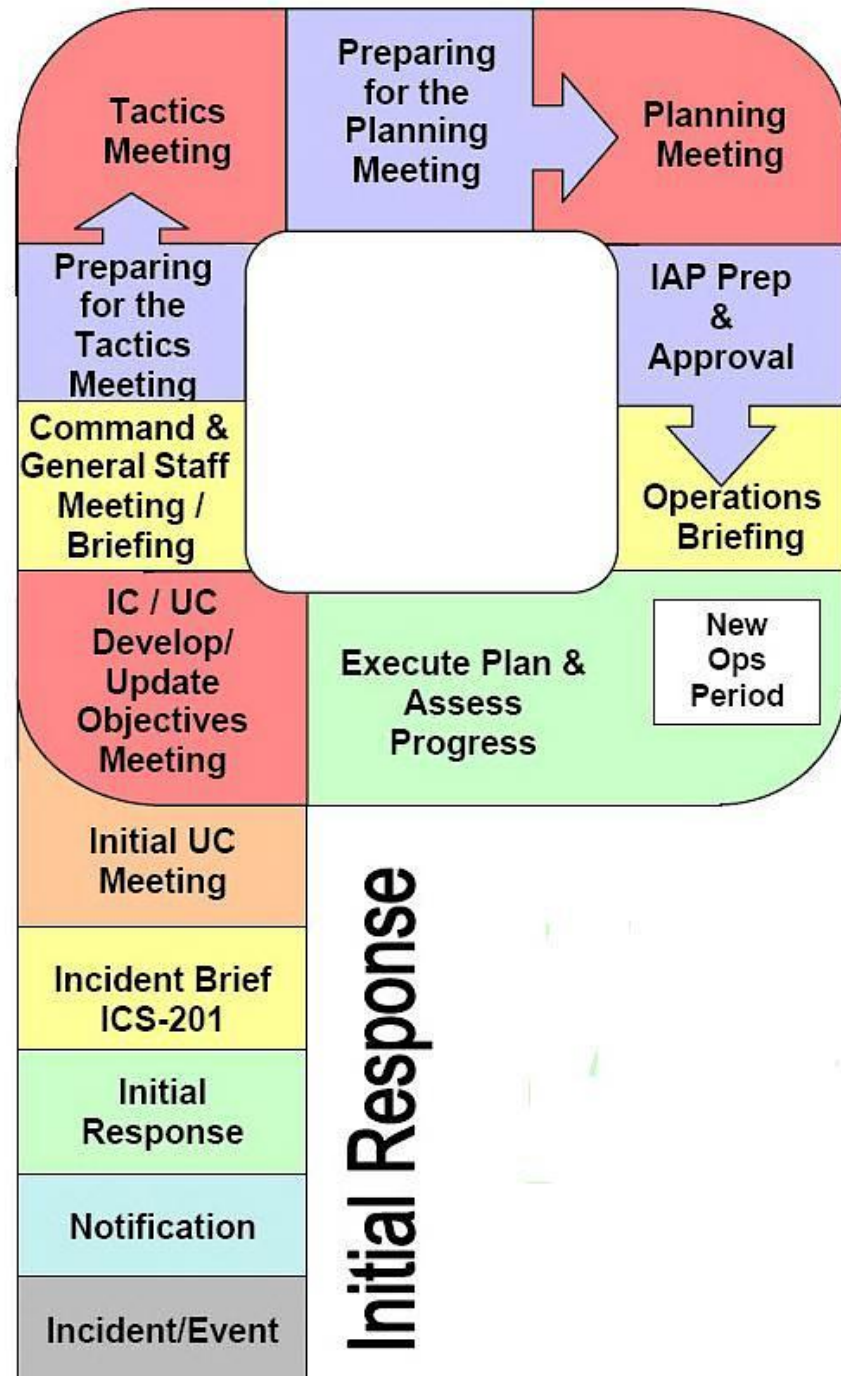 Tactics
Meeting
Preparing
for the
Planning
Meeting
Planning
Meeting
Preparing
for the
Tactics
Meeting
IAP Prep
&
Approval
Command &
General Staff
Meeting /
Briefing
Operations
Briefing
IC / UC
Develop/
Update
Objectives
Meeting
Execute Plan &
Assess
Progress
New
Ops
Period
Initial UC
Meeting
Incident Brief
ICS-201
Initial
Response
Notification
Incident/Event
Initial Response